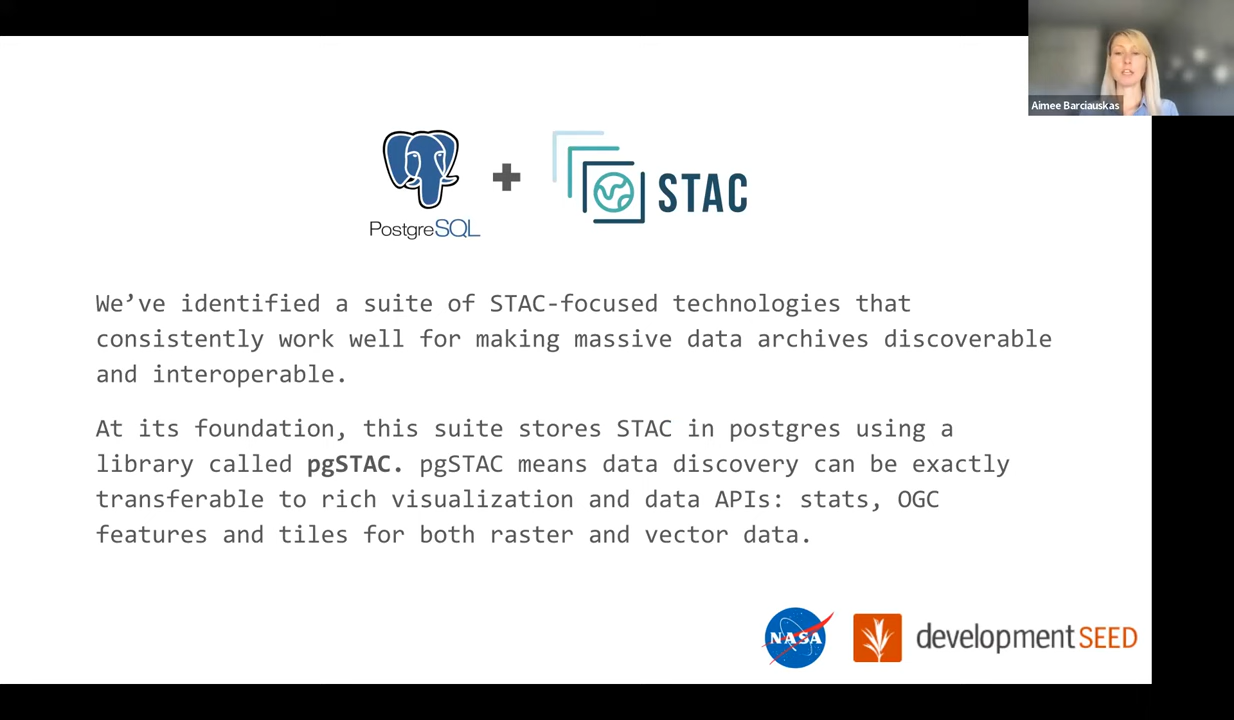 Aimee Barciauskas
PostgreSQL
STAC
We’ve identified a suite of STAC-focused technologies that
consistently work well for making massive data archives discoverable
and interoperable.
At its foundation, this suite stores STAC in postgres using a
library called pgSTAC. pgSTAC means data discovery can be exactly
transferable to rich visualization and data APIs: stats, OGC
features and tiles for both raster and vector data.
NASA
developmentSEED